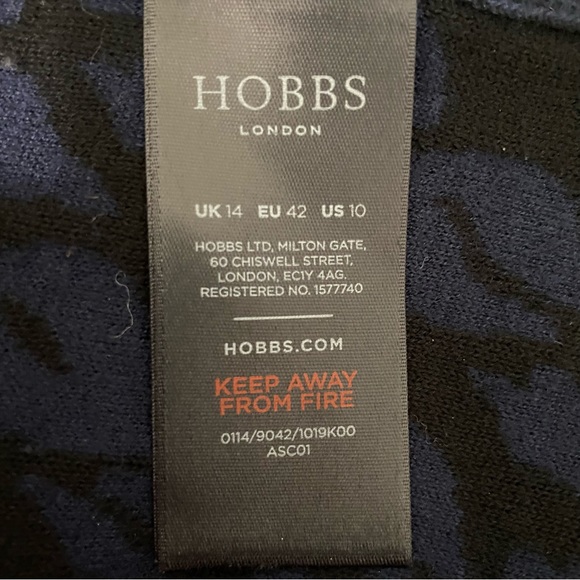 HOBBS
LONDON
UK 14 EU 42 US 10
HOBBS LTD, MILTON GATE,
60 CHISWELL STREET,
LONDON, EC1Y 4AG.
REGISTERED NO. 1577740
HOBBS.COM
KEEP AWAY
FROM FIRE
0114/9042/1019K00
ASC01